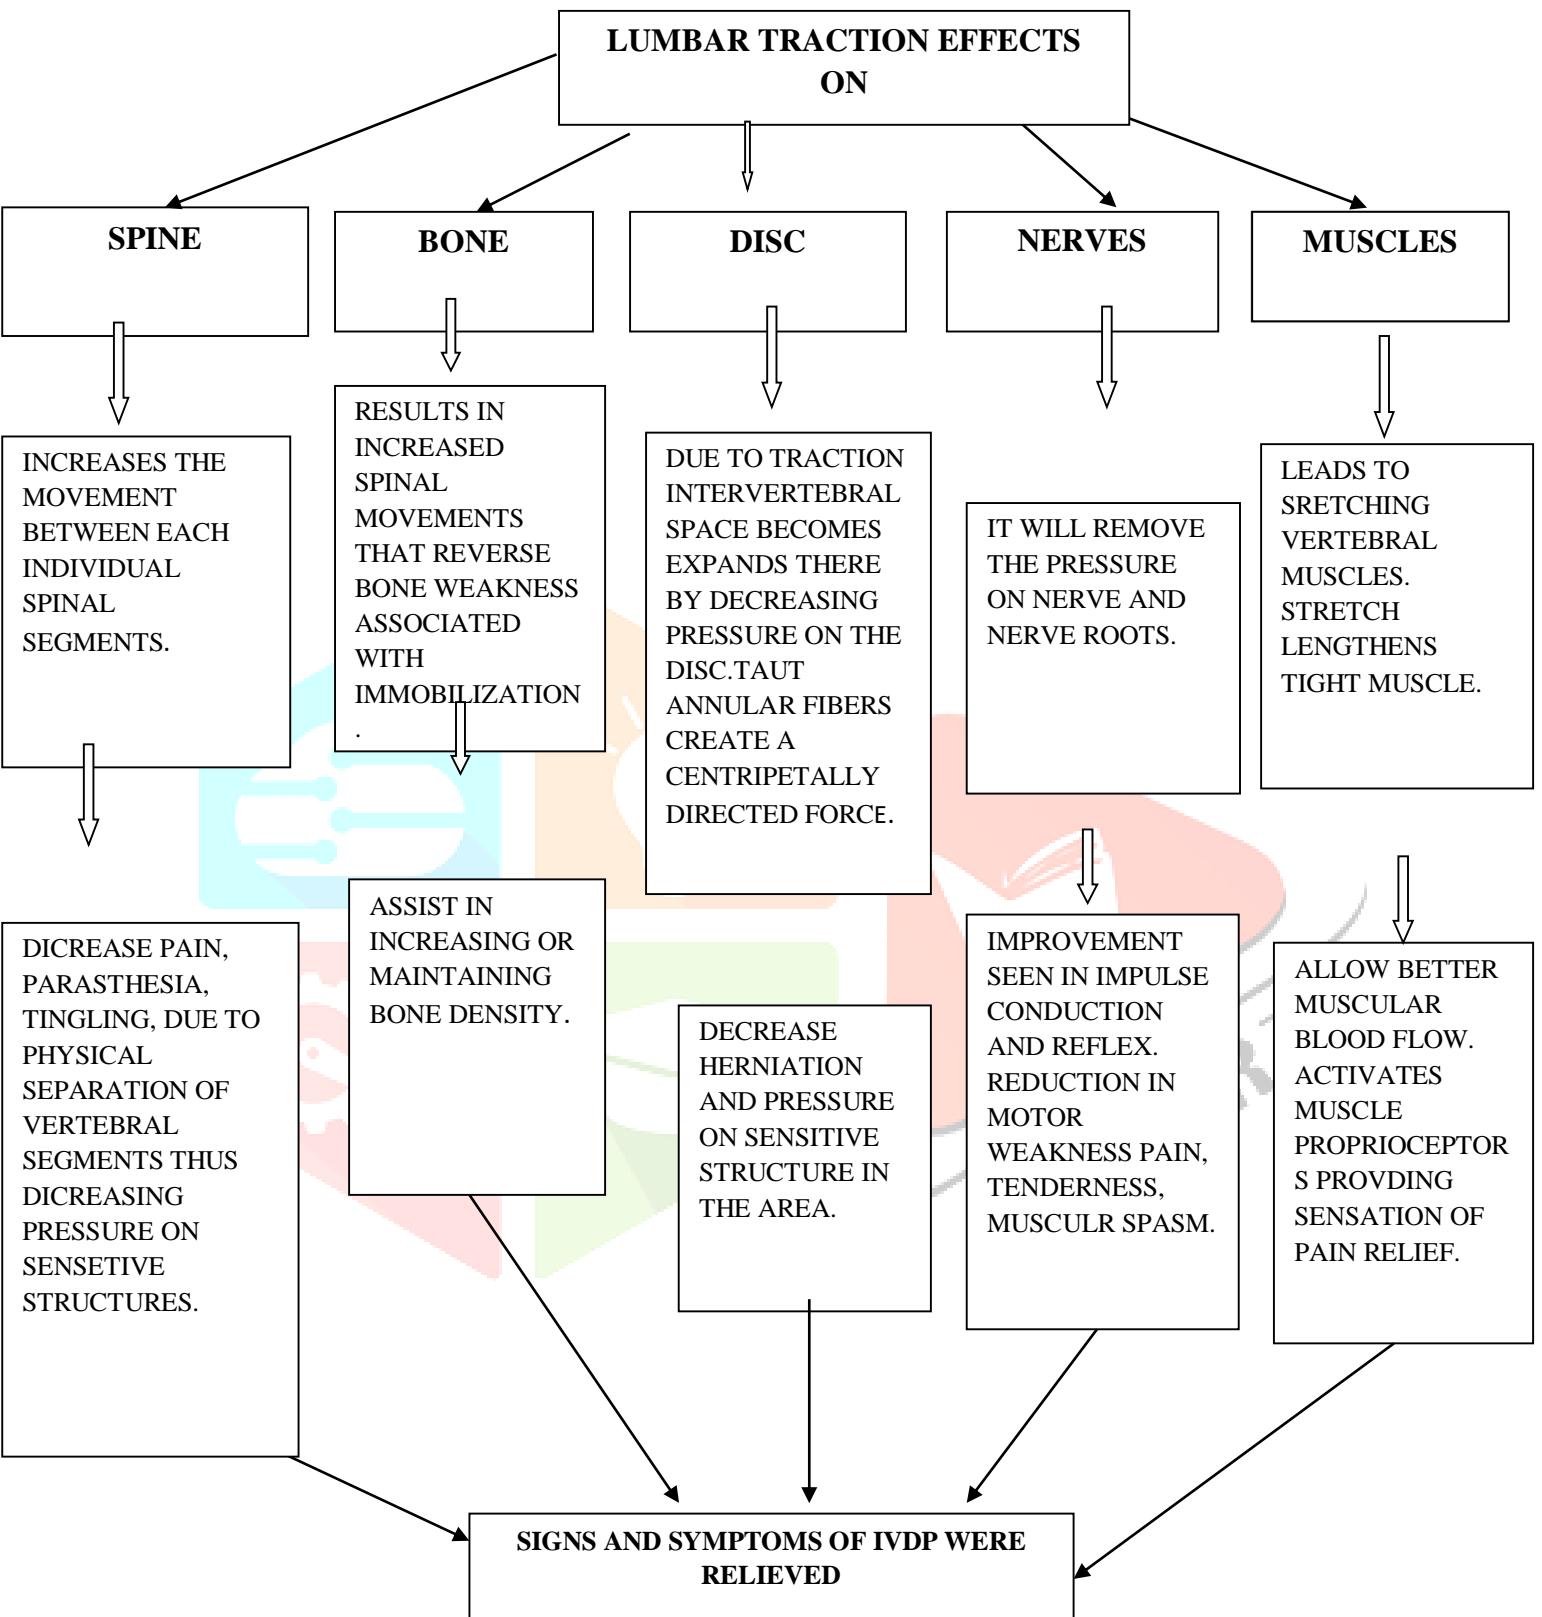 LUMBAR TRACTION EFFECTS
ON
SPINE
BONE
DISC
NERVES
MUSCLES
INCREASES THE
MOVEMENT
BETWEEN EACH
INDIVIDUAL
SPINAL
SEGMENTS.
RESULTS IN
INCREASED
SPINAL
MOVEMENTS
THAT REVERSE
BONE WEAKNESS
ASSOCIATED
WITH
IMMOBILIZATION
.
DUE TO TRACTION
INTERVERTEBRAL
SPACE BECOMES
EXPANDS THERE
BY DECREASING
PRESSURE ON THE
DISC.TAUT
ANNULAR FIBERS
CREATE A
CENTRIPETALLY
DIRECTED FORCE.
IT WILL REMOVE
THE PRESSURE
ON NERVE AND
NERVE ROOTS.
LEADS TO
SRETCHING
VERTEBRAL
MUSCLES.
STRETCH
LENGTHENS
TIGHT MUSCLE.
DICREASE PAIN,
PARASTHESIA,
TINGLING, DUE TO
PHYSICAL
SEPARATION OF
VERTEBRAL
SEGMENTS THUS
DICREASING
PRESSURE ON
SENSETIVE
STRUCTURES.
ASSIST IN
INCREASING OR
MAINTAINING
BONE DENSITY.
DECREASE
HERNIATION
AND PRESSURE
ON SENSITIVE
STRUCTURE IN
THE AREA.
IMPROVEMENT
SEEN IN IMPULSE
CONDUCTION
AND REFLEX.
REDUCTION IN
MOTOR
WEAKNESS PAIN,
TENDERNESS,
MUSCULR SPASM.
ALLOW BETTER
MUSCULAR
BLOOD FLOW.
ACTIVATES
MUSCLE
PROPRIOCEPTOR
S PROVDING
SENSATION OF
PAIN RELIEF.
SIGNS AND SYMPTOMS OF IVDP WERE
RELIEVED